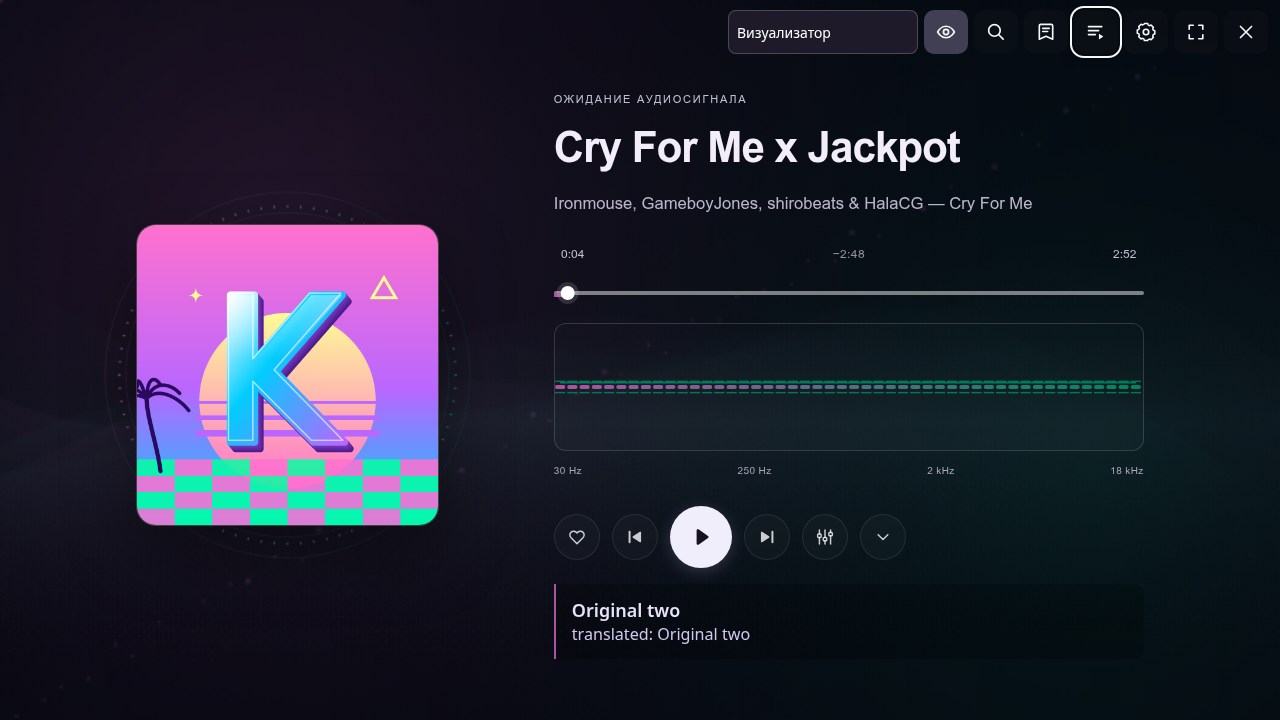 Визуализатор
ОЖИДАНИЕ АУДИОСИГНАЛА
Cry For Me x Jackpot
Ironmouse, GameboyJones, shirobeats & HalaCG — Cry For Me
0:04 −2:48 2:52
K
30 Hz 250 Hz 2 kHz 18 kHz
Original two
translated: Original two